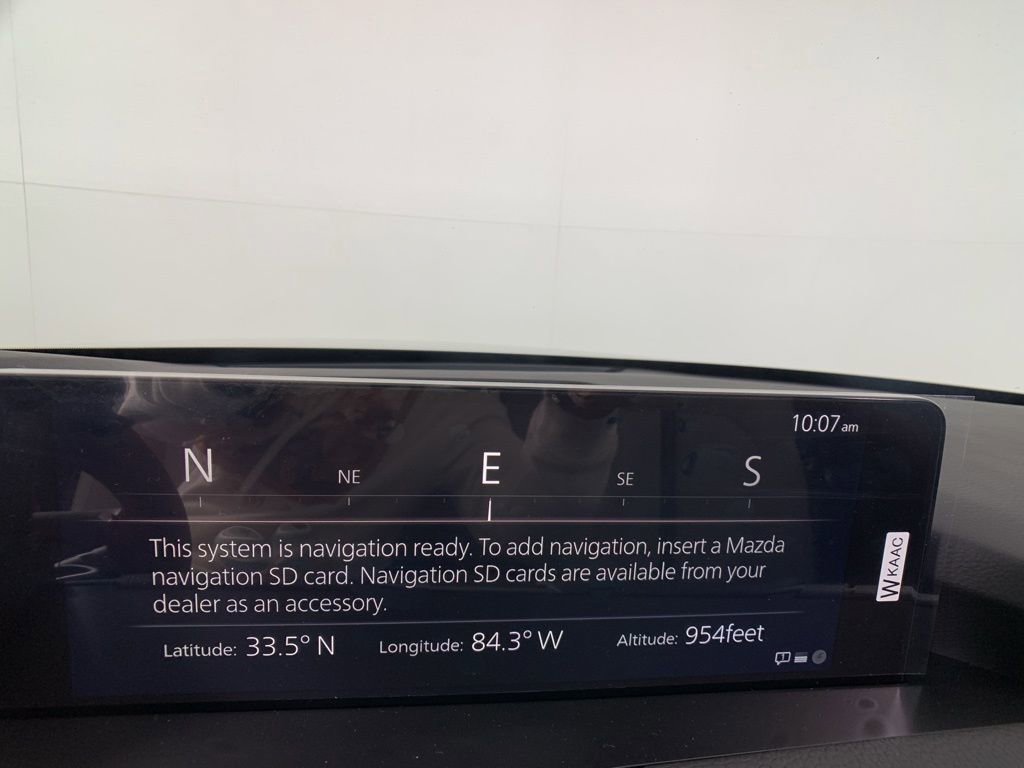 10:07am
N NE E SE S
This system is navigation ready. To add navigation, insert a Mazda
navigation SD card. Navigation SD cards are available from your
dealer as an accessory.
Latitude: 33.5° N Longitude: 84.3° W Altitude: 954feet
WKAAC